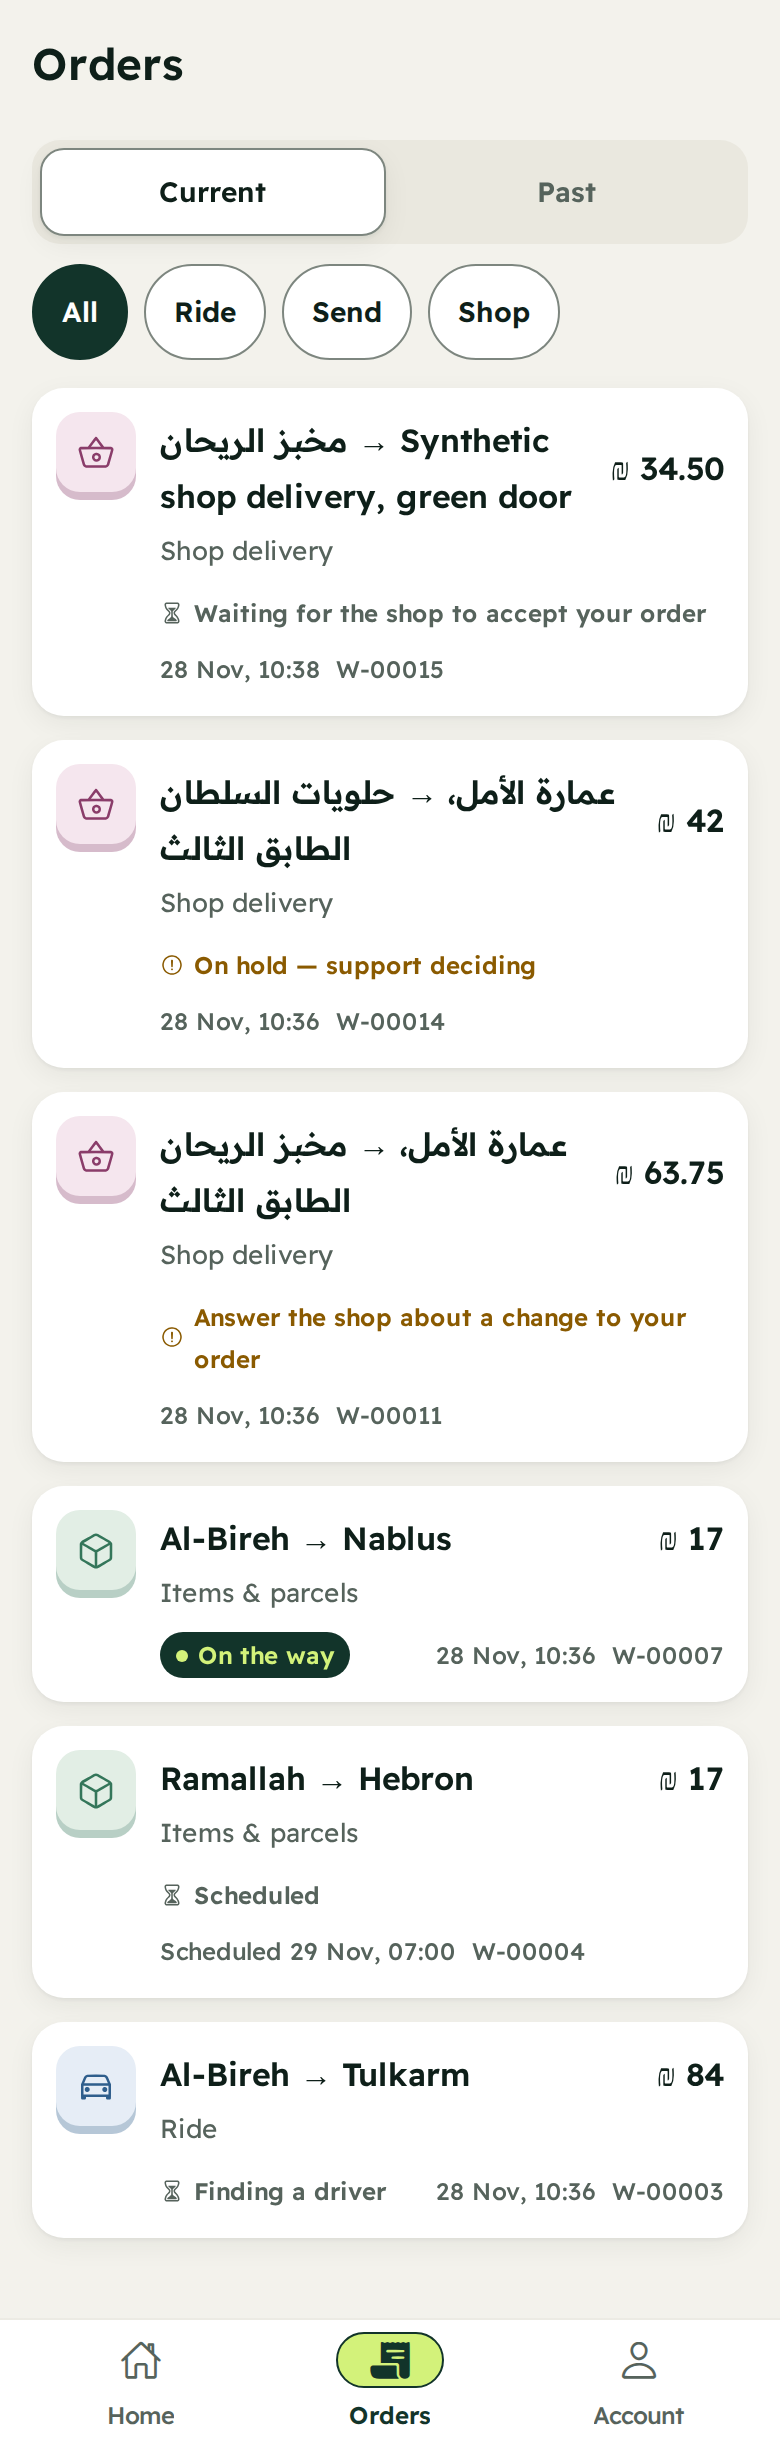 Orders
Current
Past
All
Ride
Send
Shop
مخبز الريحان → Synthetic
shop delivery, green door
₪ 34.50
Shop delivery
Waiting for the shop to accept your order
28 Nov, 10:38 W-00015
حلويات السلطان → عمارة الأمل،
الطابق الثالث
₪ 42
Shop delivery
On hold — support deciding
28 Nov, 10:36 W-00014
مخبز الريحان → عمارة الأمل،
الطابق الثالث
₪ 63.75
Shop delivery
Answer the shop about a change to your
order
28 Nov, 10:36 W-00011
Al-Bireh → Nablus
₪ 17
Items & parcels
On the way
28 Nov, 10:36 W-00007
Ramallah → Hebron
₪ 17
Items & parcels
Scheduled
Scheduled 29 Nov, 07:00 W-00004
Al-Bireh → Tulkarm
₪ 84
Ride
Finding a driver
28 Nov, 10:36 W-00003
Home
Orders
Account